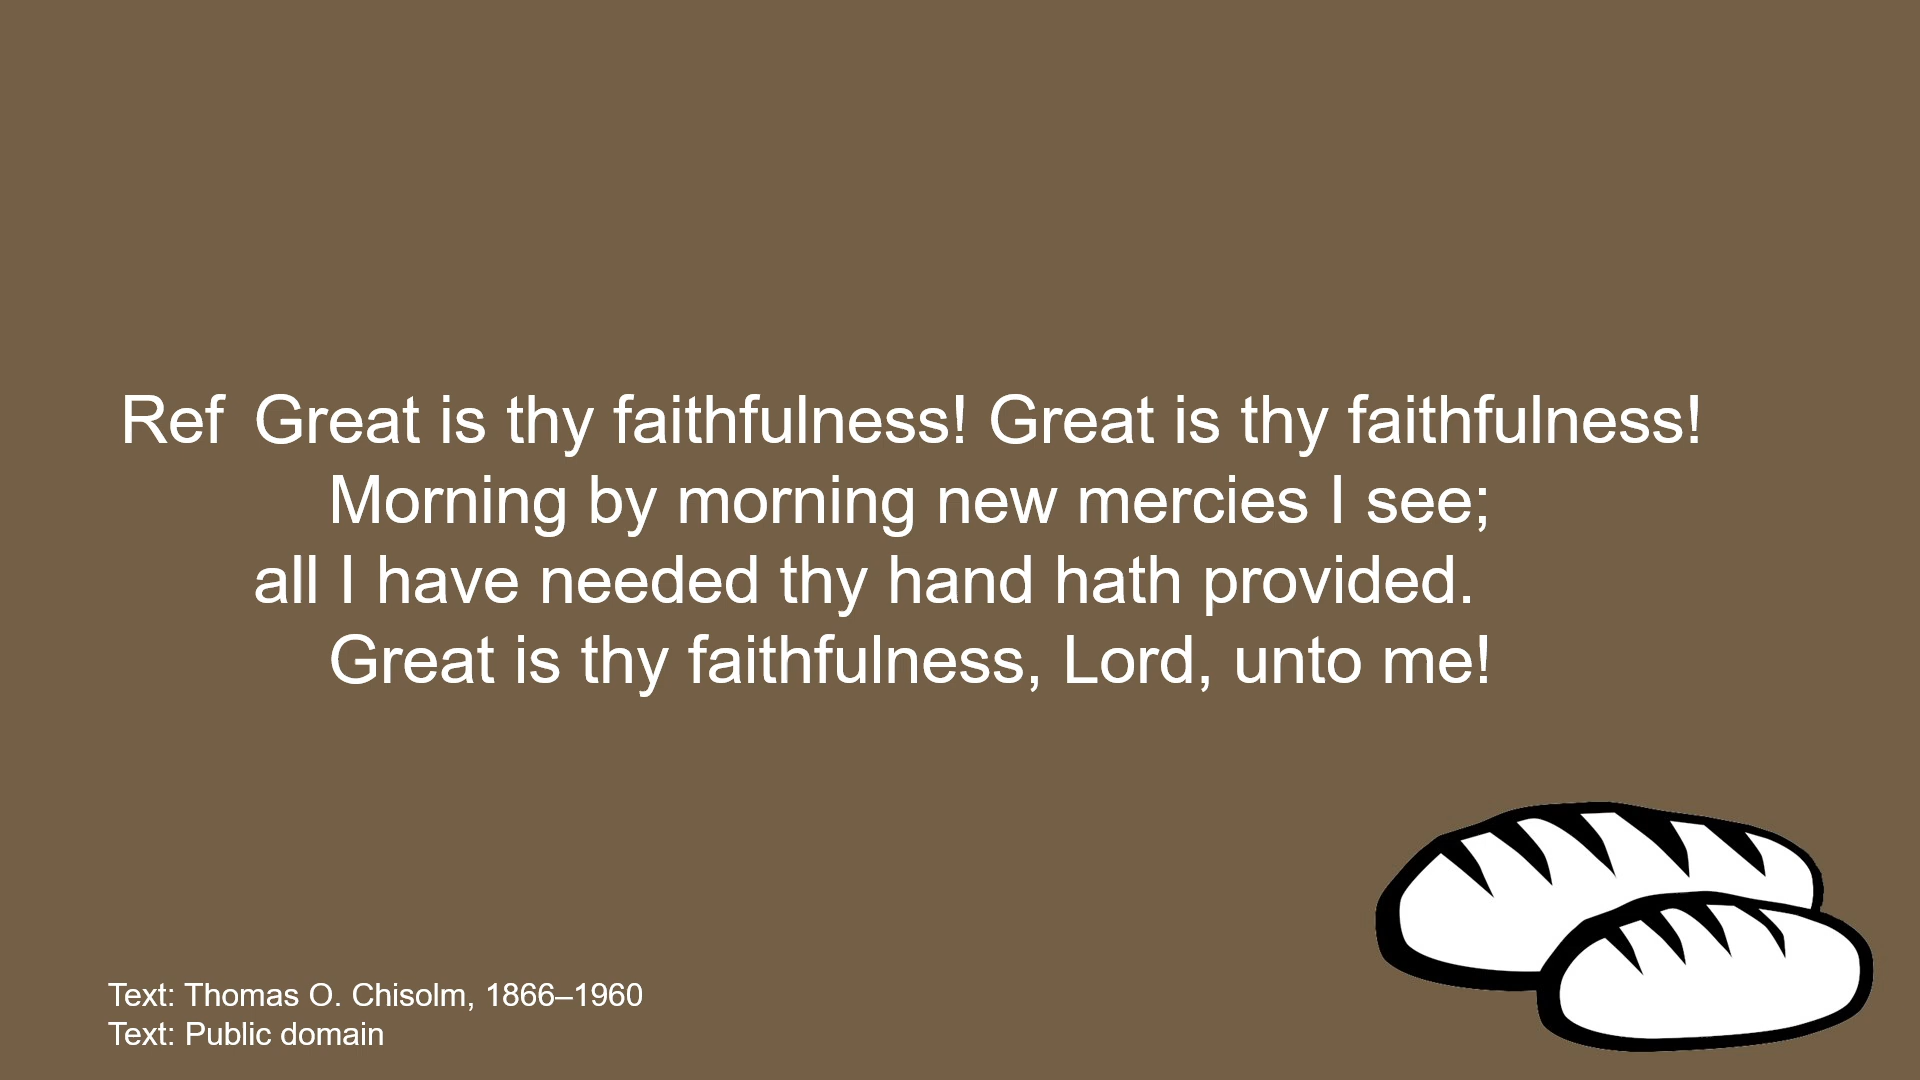 Ref Great is thy faithfulness! Great is thy faithfulness!
Morning by morning new mercies I see;
all I have needed thy hand hath provided.
Great is thy faithfulness, Lord, unto me!
Text: Thomas O. Chisolm, 1866–1960
Text: Public domain